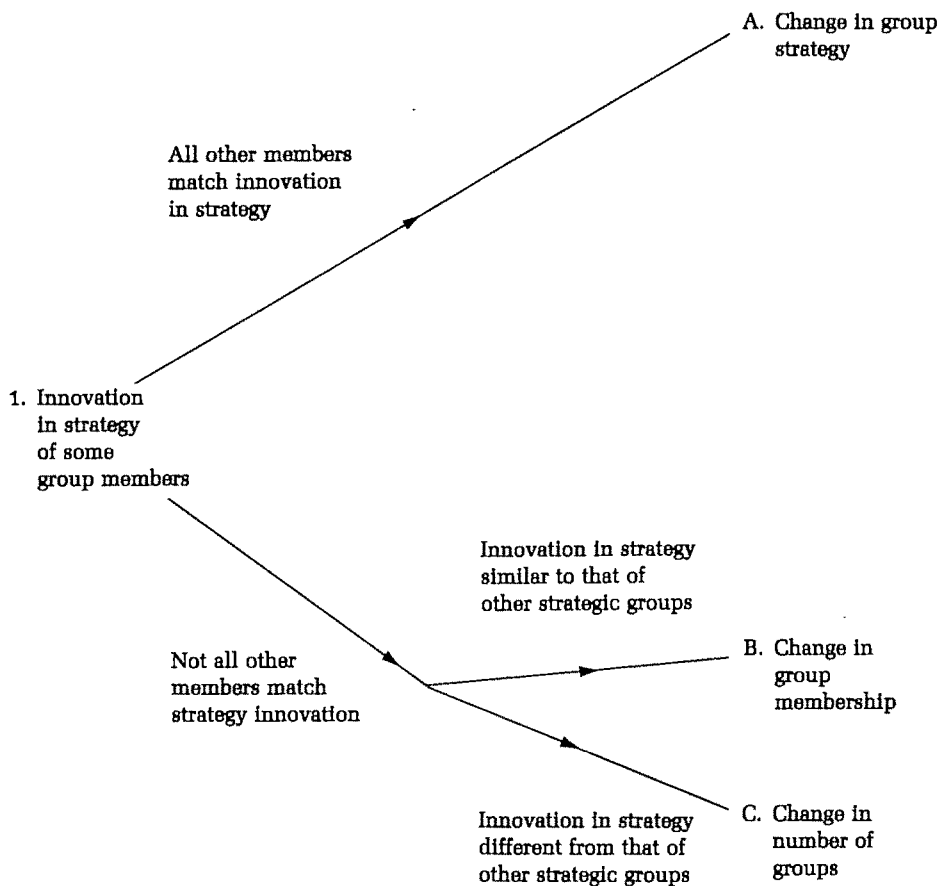 A. Change in group
strategy
All other members
match innovation
in strategy
1. Innovation
in strategy
of some
group members
Innovation in strategy
similar to that of
other strategic groups
Not all other
members match
strategy innovation
B. Change in
group
membership
Innovation in strategy
different from that of
other strategic groups
C. Change in
number of
groups